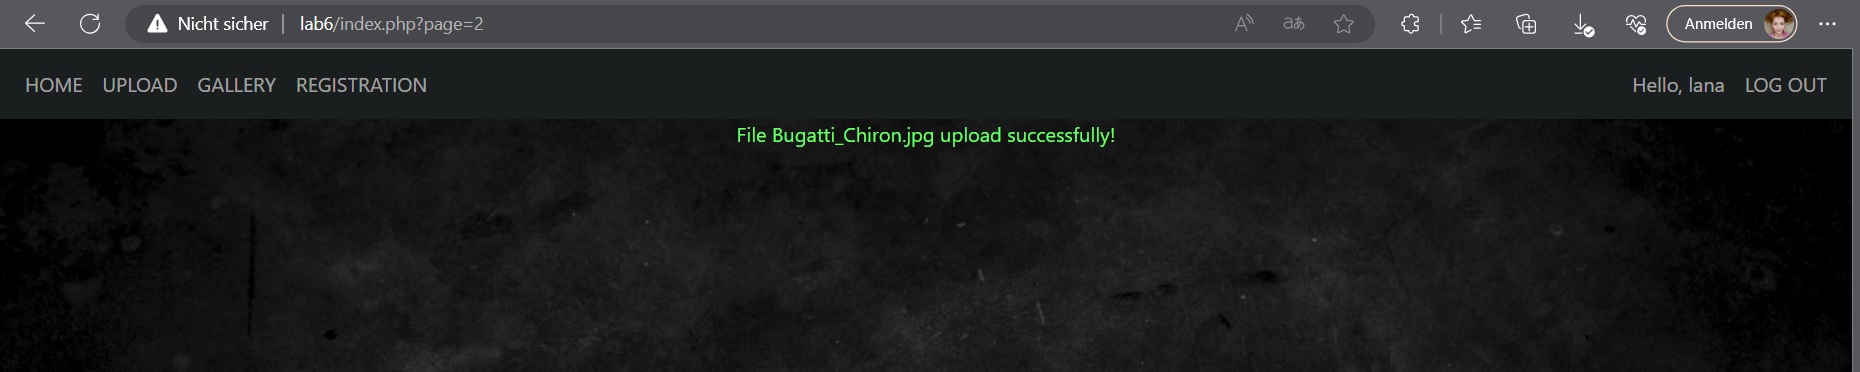 Nicht sicher | lab6/index.php?page=2 Anmelden
HOME UPLOAD GALLERY REGISTRATION Hello, lana LOG OUT
File Bugatti_Chiron.jpg upload successfully!